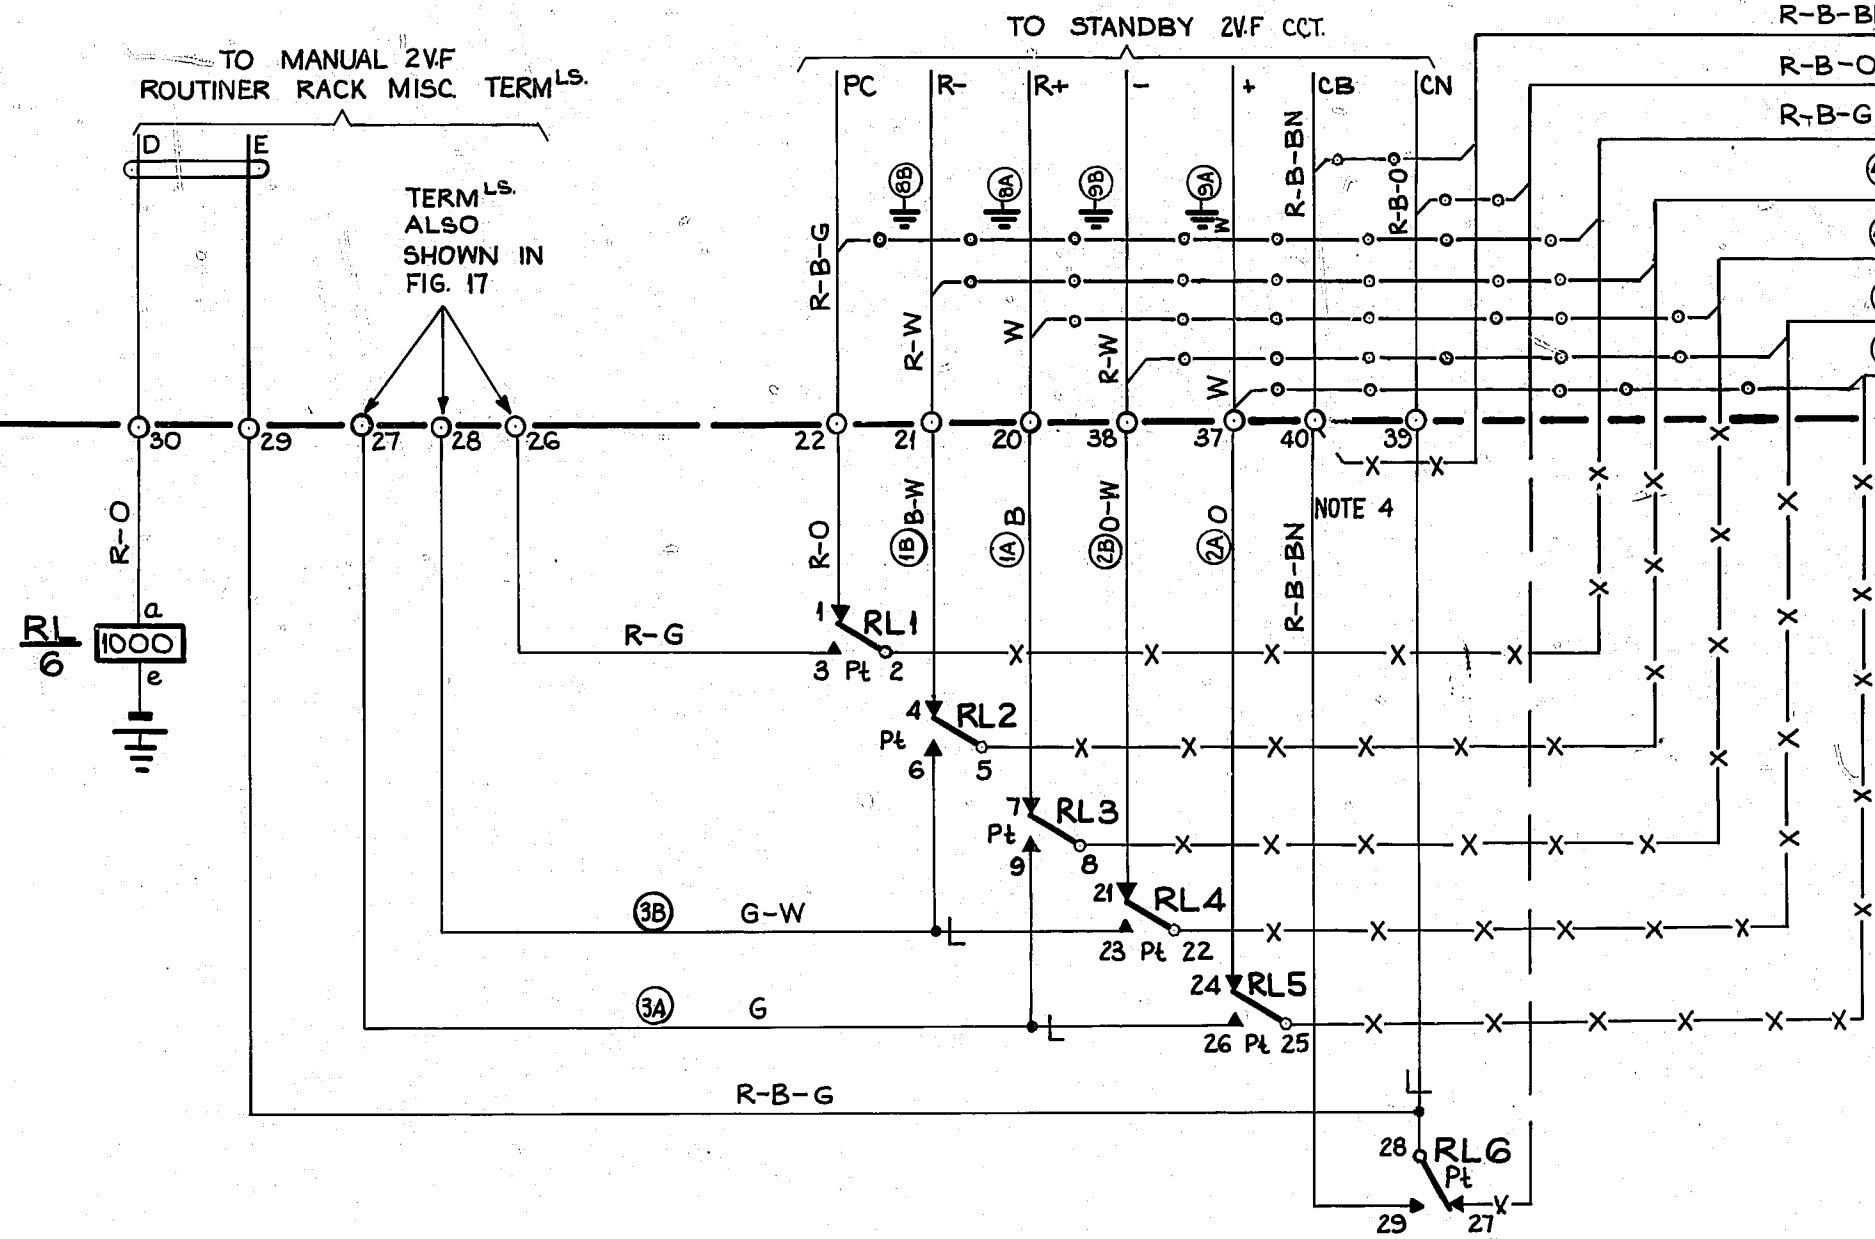 TO STANDBY 2V.F CCT.
R-B-B
TO MANUAL 2V.F
ROUTINER RACK MISC. TERMLS.
R-B-O
R-B-G
PC
R-
R+
-
+
CB
CN
D
E
TERMLS.
ALSO
SHOWN IN
FIG. 17
8B
8A
9B
9A
R-B-BN
R-B-O
W
R-B-G
R-W
W
R-W
W
30
29
27
28
26
22
21
20
38
37
40
39
NOTE 4
R-O
R-O
1B B-W
1A B
2B O-W
2A O
R-B-BN
RL
6
a
1000
e
R-G
1
RL1
3 Pt 2
4
RL2
Pt
6
5
7
RL3
Pt
9
8
21
RL4
3B
G-W
L
23 Pt 22
24
RL5
3A
G
L
26 Pt 25
R-B-G
L
28
RL6
Pt
29
27